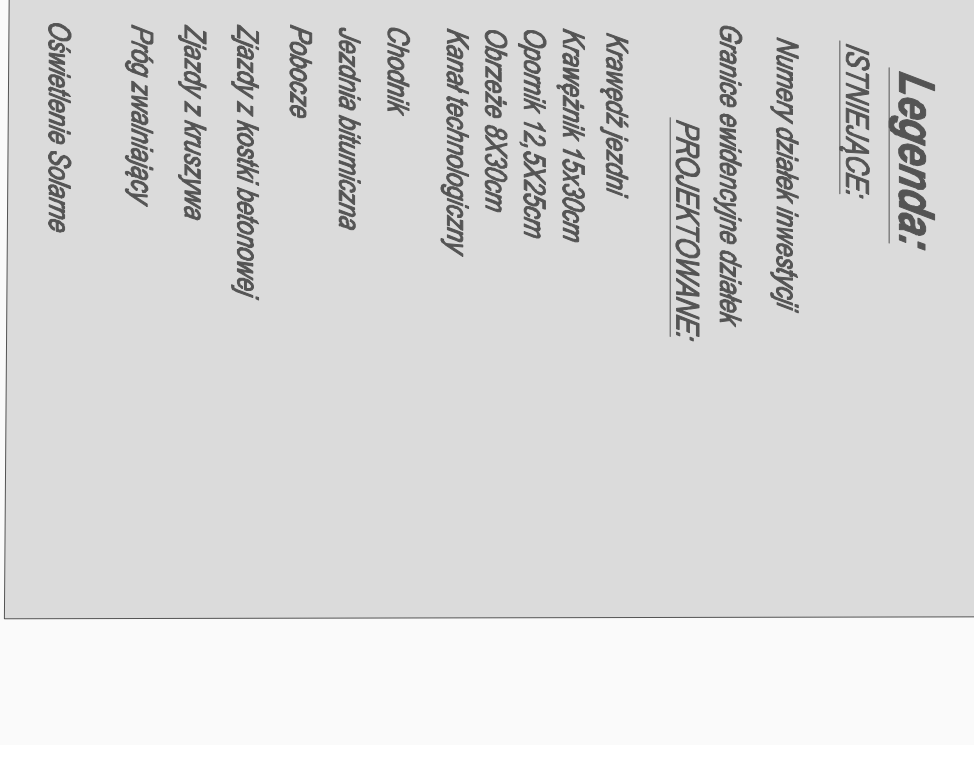 Legenda:
ISTNIEJĄCE:
Numery działek inwestycji
Granice ewidencyjne działek
PROJEKTOWANE:
Krawędź jezdni
Krawężnik 15x30cm
Opornik 12,5X25cm
Obrzeże 8X30cm
Kanał technologiczny
Chodnik
Jezdnia bitumiczna
Pobocze
Zjazdy z kostki betonowej
Zjazdy z kruszywa
Próg zwalniający
Oświetlenie Solarne